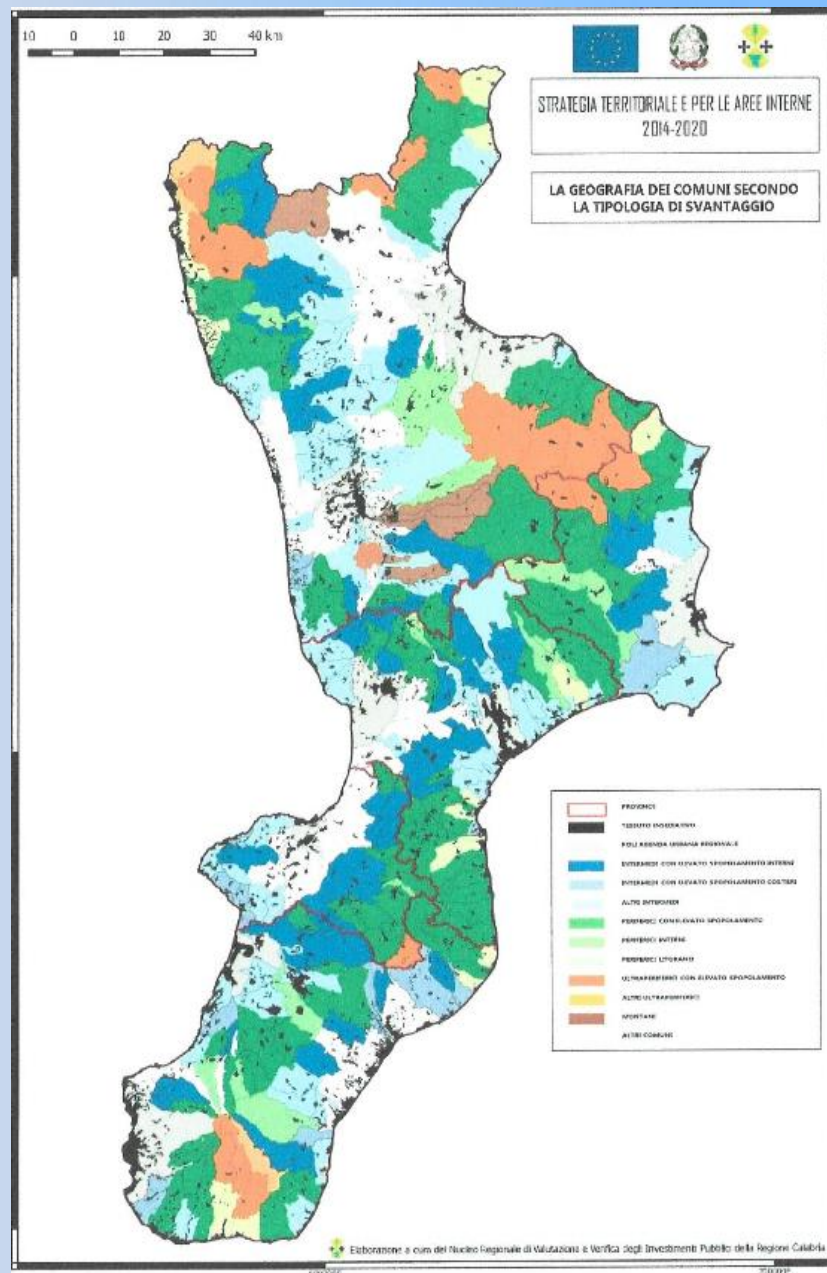 10 0 10 20 30 40 km
STRATEGIA TERRITORIALE E PER LE AREE INTERNE
2014-2020
LA GEOGRAFIA DEI COMUNI SECONDO
LA TIPOLOGIA DI SVANTAGGIO
PROVINCE
TESSUTO INSEDIATIVO
POLI AGENDA URBANA REGIONALE
INTERMEDI CON ELEVATO SPOPOLAMENTO INTERNI
INTERMEDI CON ELEVATO SPOPOLAMENTO COSTIERI
ALTRI INTERMEDI
PERIFERICI CON ELEVATO SPOPOLAMENTO
PERIFERICI INTERNI
PERIFERICI LITORANEI
ULTRAPERIFERICI CON ELEVATO SPOPOLAMENTO
ALTRI ULTRAPERIFERICI
MONTANI
ALTRI COMUNI
Elaborazione a cura del Nucleo Regionale di Valutazione e Verifica degli Investimenti Pubblici della Regione Calabria